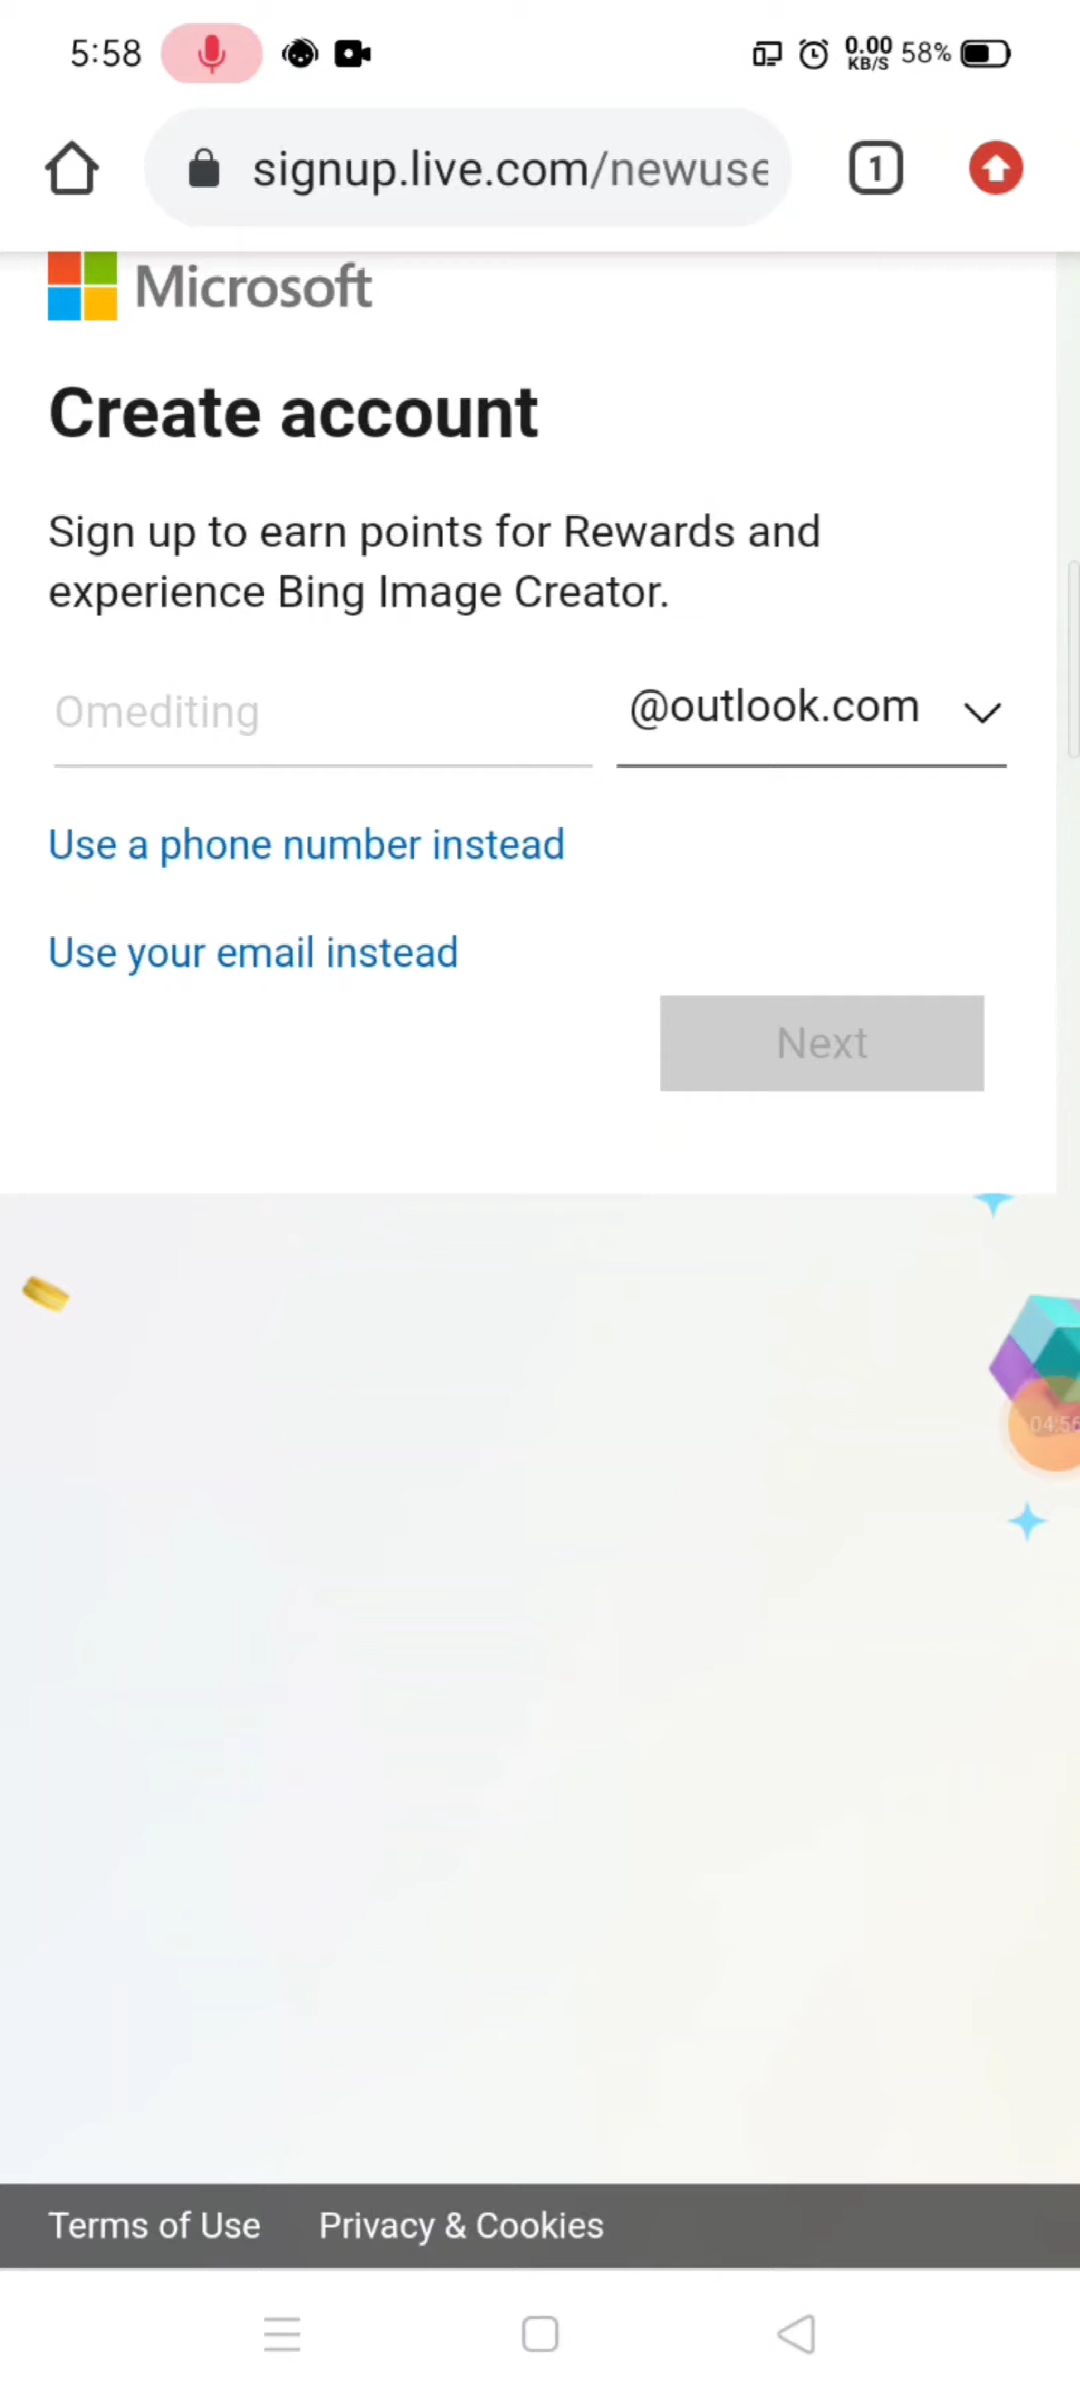 5:58
0.00
KB/S
58%
signup.live.com/newuse
1
Microsoft
Create account
Sign up to earn points for Rewards and
experience Bing Image Creator.
Omediting
@outlook.com
Use a phone number instead
Use your email instead
Next
04:56
Terms of Use
Privacy & Cookies